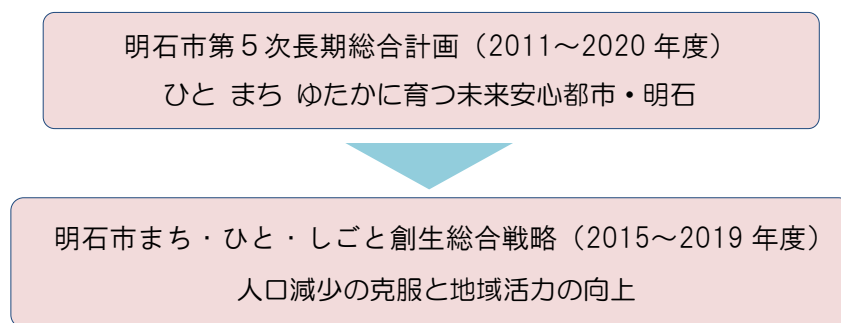 明石市第５次長期総合計画（2011～2020 年度）
ひと まち ゆたかに育つ未来安心都市・明石
明石市まち・ひと・しごと創生総合戦略（2015～2019 年度）
人口減少の克服と地域活力の向上